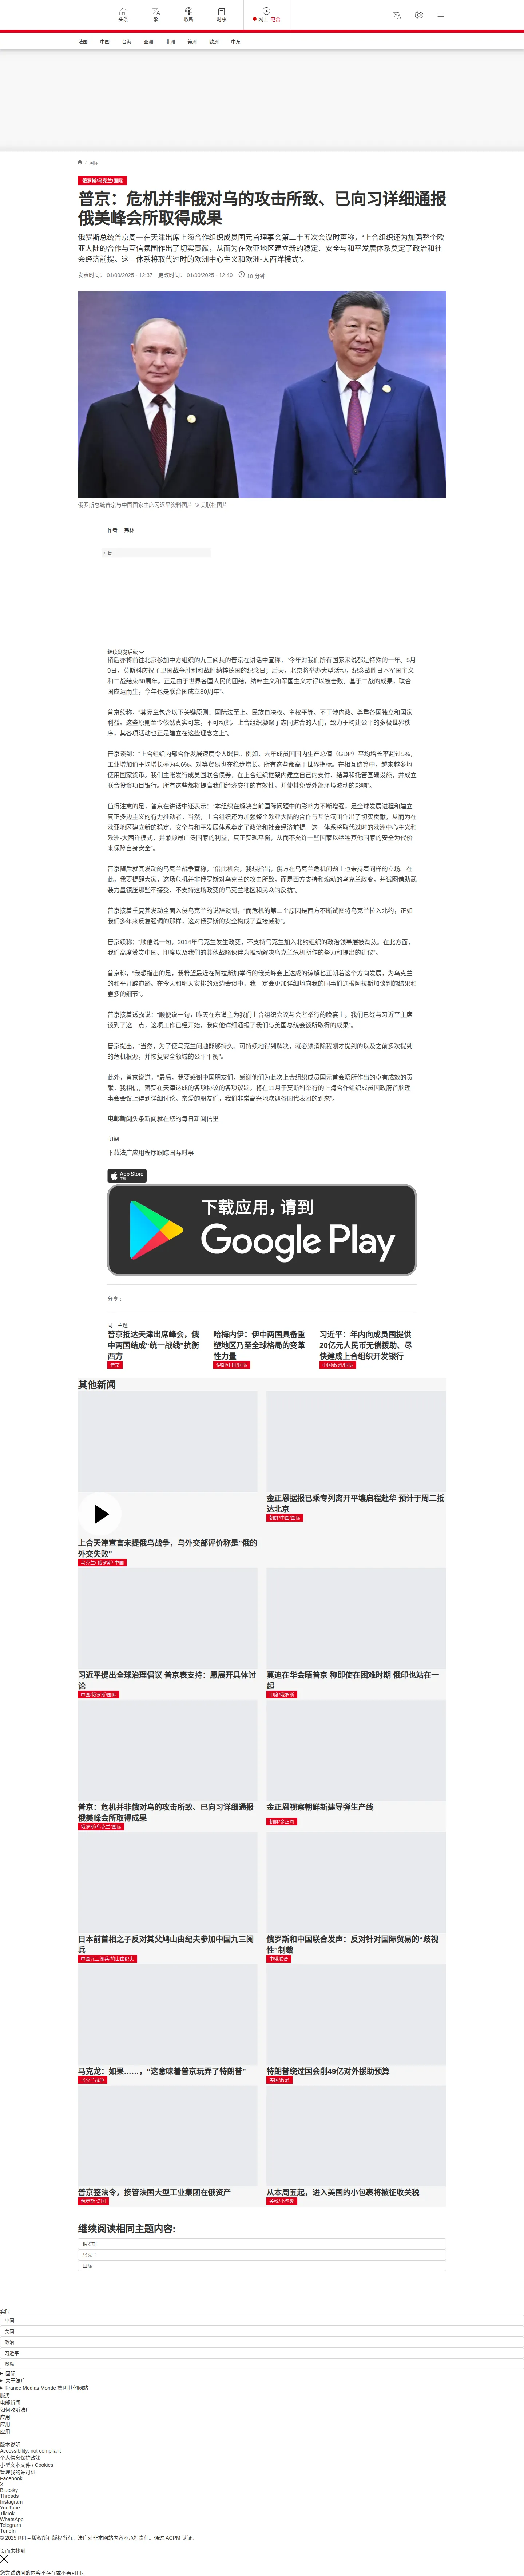 头条
繁
收听
时事
网上 电台
法国
中国
台海
亚洲
非洲
美洲
欧洲
中东
/ 国际
俄罗斯/乌克兰/国际
普京：危机并非俄对乌的攻击所致、已向习详细通报
俄美峰会所取得成果
俄罗斯总统普京周一在天津出席上海合作组织成员国元首理事会第二十五次会议时声称，“上合组织还为加强整个欧
亚大陆的合作与互信氛围作出了切实贡献，从而为在欧亚地区建立新的稳定、安全与和平发展体系奠定了政治和社
会经济前提。这一体系将取代过时的欧洲中心主义和欧洲-大西洋模式”。
发表时间： 01/09/2025 - 12:37 更改时间： 01/09/2025 - 12:40 10 分钟
俄罗斯总统普京与中国国家主席习近平资料图片 © 美联社图片
作者： 弗林
广告
继续浏览后续
稍后亦将前往北京参加中方组织的九三阅兵的普京在讲话中宣称，“今年对我们所有国家来说都是特殊的一年。5月
9日，莫斯科庆祝了卫国战争胜利和战胜纳粹德国的纪念日；后天，北京将举办大型活动，纪念战胜日本军国主义
和二战结束80周年。正是由于世界各国人民的团结，纳粹主义和军国主义才得以被击败。基于二战的成果，联合
国应运而生，今年也是联合国成立80周年”。
普京续称，“其宪章包含以下关键原则：国际法至上、民族自决权、主权平等、不干涉内政、尊重各国独立和国家
利益。这些原则至今依然真实可靠，不可动摇。上合组织凝聚了志同道合的人们，致力于构建公平的多极世界秩
序，其各项活动也正是建立在这些理念之上”。
普京谈到：“上合组织内部合作发展速度令人瞩目。例如，去年成员国国内生产总值（GDP）平均增长率超过5%，
工业增加值平均增长率为4.6%。对等贸易也在稳步增长。所有这些都高于世界指标。在相互结算中，越来越多地
使用国家货币。我们主张发行成员国联合债券，在上合组织框架内建立自己的支付、结算和托管基础设施，并成立
联合投资项目银行。所有这些都将提高我们经济交往的有效性，并使其免受外部环境波动的影响”。
值得注意的是，普京在讲话中还表示：“本组织在解决当前国际问题中的影响力不断增强，是全球发展进程和建立
真正多边主义的有力推动者。当然，上合组织还为加强整个欧亚大陆的合作与互信氛围作出了切实贡献，从而为在
欧亚地区建立新的稳定、安全与和平发展体系奠定了政治和社会经济前提。这一体系将取代过时的欧洲中心主义和
欧洲-大西洋模式，并兼顾最广泛国家的利益，真正实现平衡，从而不允许一些国家以牺牲其他国家的安全为代价
来保障自身安全”。
普京随后就其发动的乌克兰战争宣称，“借此机会，我想指出，俄方在乌克兰危机问题上也秉持着同样的立场。在
此，我要提醒大家，这场危机并非俄罗斯对乌克兰的攻击所致，而是西方支持和煽动的乌克兰政变，并试图借助武
装力量镇压那些不接受、不支持这场政变的乌克兰地区和民众的反抗”。
普京接着重复其发动全面入侵乌克兰的说辞谈到，“而危机的第二个原因是西方不断试图将乌克兰拉入北约，正如
我们多年来反复强调的那样，这对俄罗斯的安全构成了直接威胁”。
普京续称：“顺便说一句，2014年乌克兰发生政变，不支持乌克兰加入北约组织的政治领导层被淘汰。在此方面，
我们高度赞赏中国、印度以及我们的其他战略伙伴为推动解决乌克兰危机所作的努力和提出的建议”。
普京称，“我想指出的是，我希望最近在阿拉斯加举行的俄美峰会上达成的谅解也正朝着这个方向发展，为乌克兰
的和平开辟道路。在今天和明天安排的双边会谈中，我一定会更加详细地向我的同事们通报阿拉斯加谈判的结果和
更多的细节”。
普京接着透露说：“顺便说一句，昨天在东道主为我们上合组织会议与会者举行的晚宴上，我们已经与习近平主席
谈到了这一点，这项工作已经开始，我向他详细通报了我们与美国总统会谈所取得的成果”。
普京提出，“当然，为了使乌克兰问题能够持久、可持续地得到解决，就必须消除我刚才提到的以及之前多次提到
的危机根源，并恢复安全领域的公平平衡”。
此外，普京说道，“最后，我要感谢中国朋友们，感谢他们为此次上合组织成员国元首会晤所作出的卓有成效的贡
献。我相信，落实在天津达成的各项协议的各项议题，将在11月于莫斯科举行的上海合作组织成员国政府首脑理
事会会议上得到详细讨论。亲爱的朋友们，我们非常高兴地欢迎各国代表团的到来”。
电邮新闻头条新闻就在您的每日新闻信里
订阅
下载法广应用程序跟踪国际时事
App Store
下载
下载应用，请到
Google Play
分享：
同一主题
普京抵达天津出席峰会，俄
中两国结成“统一战线”抗衡
西方
普京
哈梅内伊：伊中两国具备重
塑地区乃至全球格局的变革
性力量
伊朗/中国/国际
习近平：年内向成员国提供
20亿元人民币无偿援助、尽
快建成上合组织开发银行
中国/政治/国际
其他新闻
上合天津宣言未提俄乌战争，乌外交部评价称是"俄的
外交失败"
乌克兰/ 俄罗斯/ 中国
金正恩据报已乘专列离开平壤启程赴华 预计于周二抵
达北京
朝鲜/中国/国际
习近平提出全球治理倡议 普京表支持：愿展开具体讨
论
中国/俄罗斯/国际
莫迪在华会晤普京 称即使在困难时期 俄印也站在一
起
印度/俄罗斯
普京：危机并非俄对乌的攻击所致、已向习详细通报
俄美峰会所取得成果
俄罗斯/乌克兰/国际
金正恩视察朝鲜新建导弹生产线
朝鲜/金正恩
日本前首相之子反对其父鸠山由纪夫参加中国九三阅
兵
中国九三阅兵/鸠山由纪夫
俄罗斯和中国联合发声：反对针对国际贸易的“歧视
性”制裁
中俄联合
马克龙：如果……，“这意味着普京玩弄了特朗普”
乌克兰战争
特朗普绕过国会削49亿对外援助预算
美国/政治
普京签法令，接管法国大型工业集团在俄资产
俄罗斯 法国
从本周五起，进入美国的小包裹将被征收关税
关税/小包裹
继续阅读相同主题内容:
俄罗斯
乌克兰
国际
实时
中国
美国
政治
习近平
贵腐
国际
关于法广
France Médias Monde 集团其他网站
服务
电邮新闻
如何收听法广
应用
应用
应用
版本说明
Accessibility: not compliant
个人信息保护政策
小型文本文件 / Cookies
管理我的许可证
Facebook
X
Bluesky
Threads
Instagram
YouTube
TikTok
WhatsApp
Telegram
TuneIn
© 2025 RFI – 版权所有版权所有，法广对非本网站内容不承担责任。通过 ACPM 认证。
页面未找到
您尝试访问的内容不存在或不再可用。